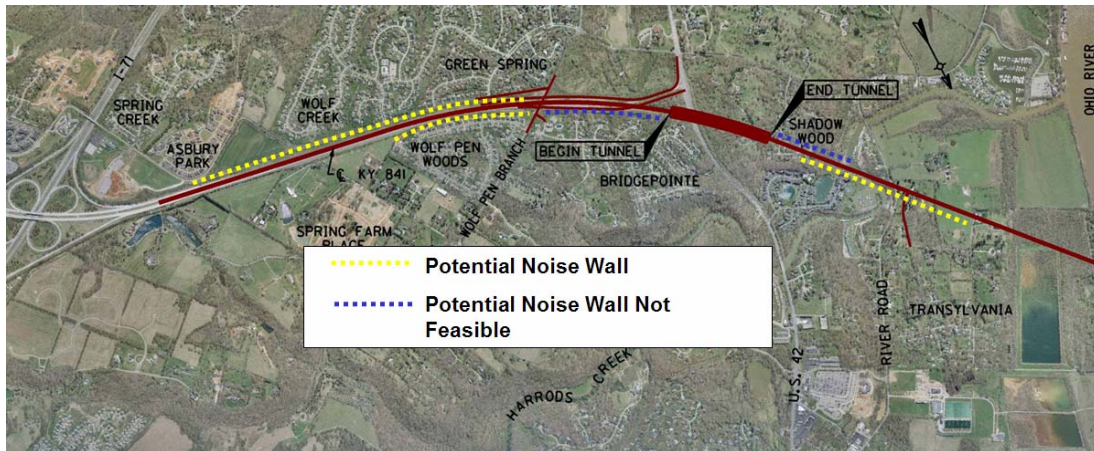 I-71
SPRING
CREEK
ASBURY
PARK
WOLF
CREEK
GREEN SPRING
℄ KY 841
WOLF PEN
WOODS
WOLF PEN BRANCH
SPRING FARM
PLACE
BEGIN TUNNEL
BRIDGEPOINTE
END TUNNEL
SHADOW
WOOD
OHIO RIVER
RIVER ROAD
TRANSYLVANIA
U.S. 42
HARRODS CREEK
Potential Noise Wall
Potential Noise Wall Not
Feasible